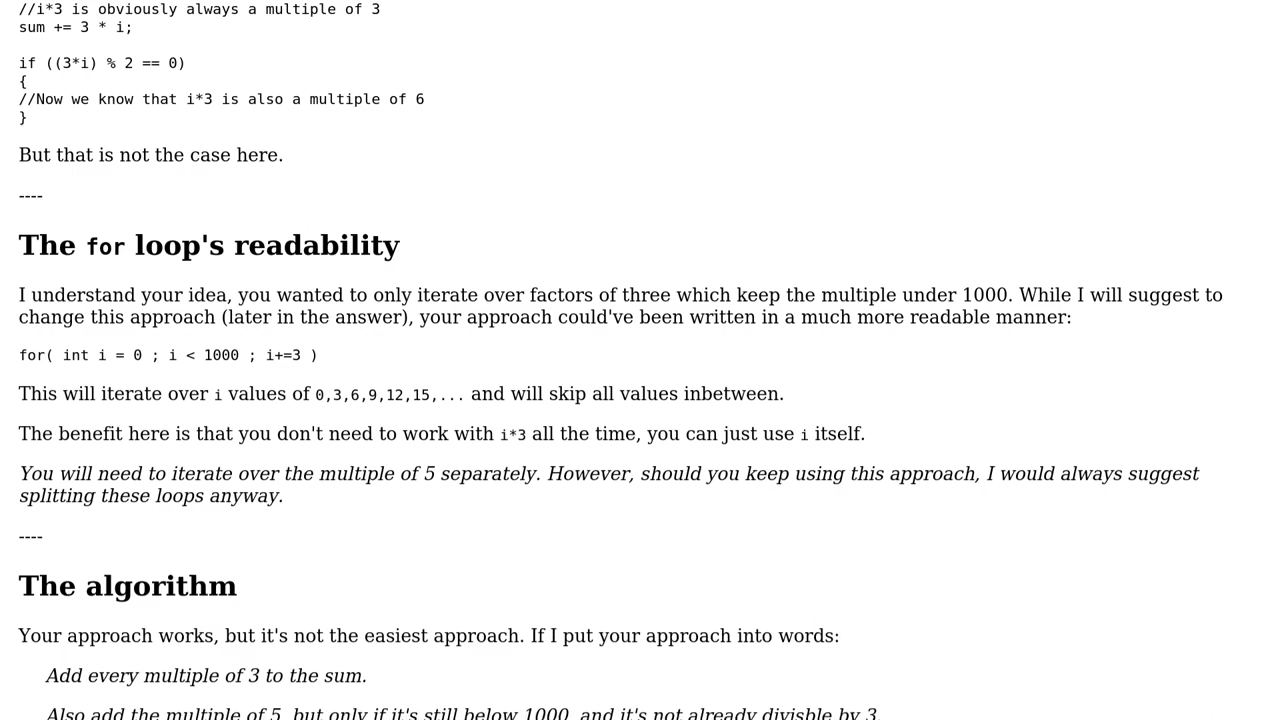 //i*3 is obviously always a multiple of 3
sum += 3 * i;
if ((3*i) % 2 == 0)
{
//Now we know that i*3 is also a multiple of 6
}
But that is not the case here.
----
The for loop's readability
I understand your idea, you wanted to only iterate over factors of three which keep the multiple under 1000. While I will suggest to
change this approach (later in the answer), your approach could've been written in a much more readable manner:
for( int i = 0 ; i < 1000 ; i+=3 )
This will iterate over i values of 0,3,6,9,12,15,... and will skip all values inbetween.
The benefit here is that you don't need to work with i*3 all the time, you can just use i itself.
You will need to iterate over the multiple of 5 separately. However, should you keep using this approach, I would always suggest
splitting these loops anyway.
----
The algorithm
Your approach works, but it's not the easiest approach. If I put your approach into words:
Add every multiple of 3 to the sum.
Also add the multiple of 5, but only if it's still below 1000, and it's not already divisble by 3.